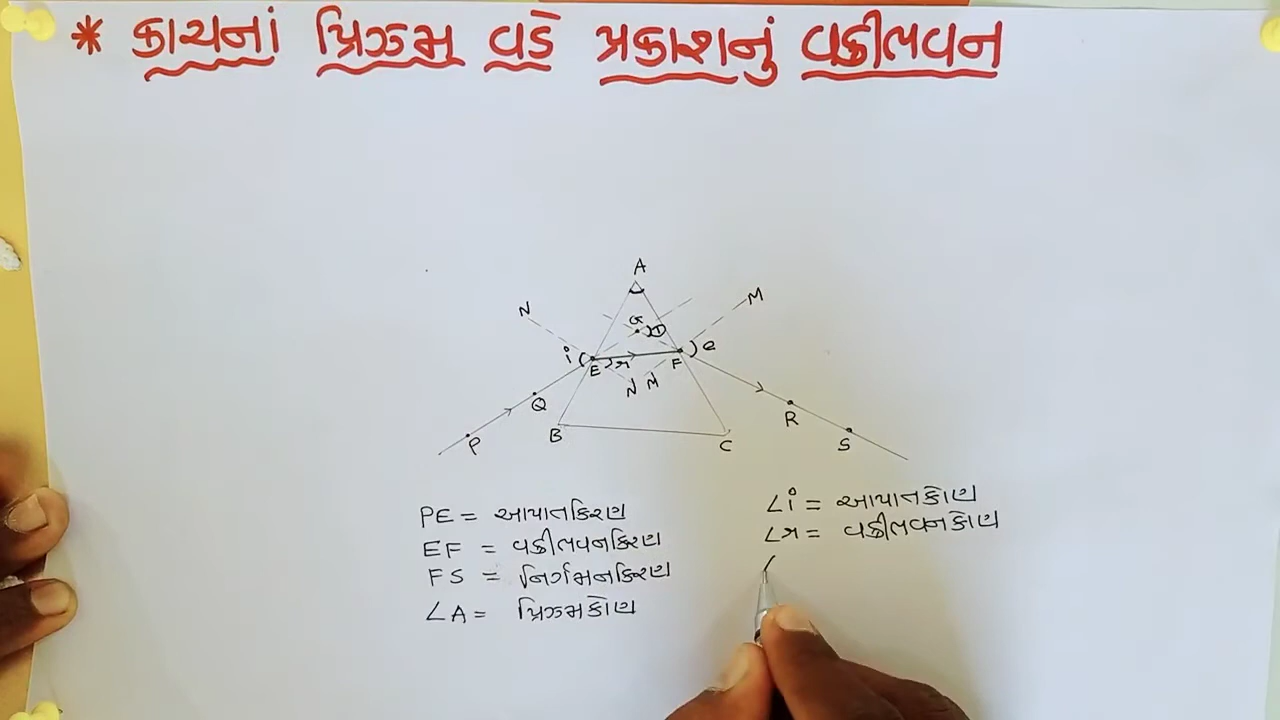 * કાચનાં પ્રિઝમ વડે પ્રકાશનું વક્રીભવન
A
N
M
G
D
i
e
E
r
F
N
M
Q
R
P
B
C
S
PE = આપાતકિરણ
EF = વક્રીભવનકિરણ
FS = નિર્ગમનકિરણ
∠A = પ્રિઝમકોણ
∠i = આપાતકોણ
∠r = વક્રીભવનકોણ